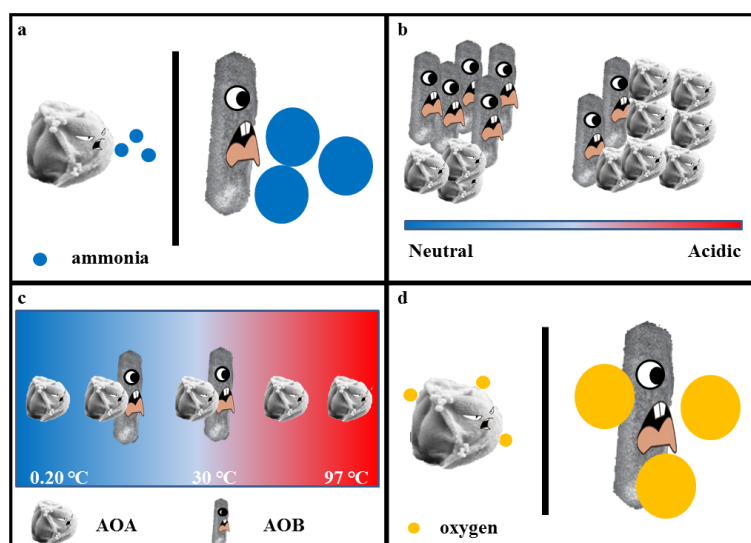 a
ammonia
b
Neutral Acidic
c
0.20 ℃ 30 ℃ 97 ℃
AOA AOB
d
oxygen